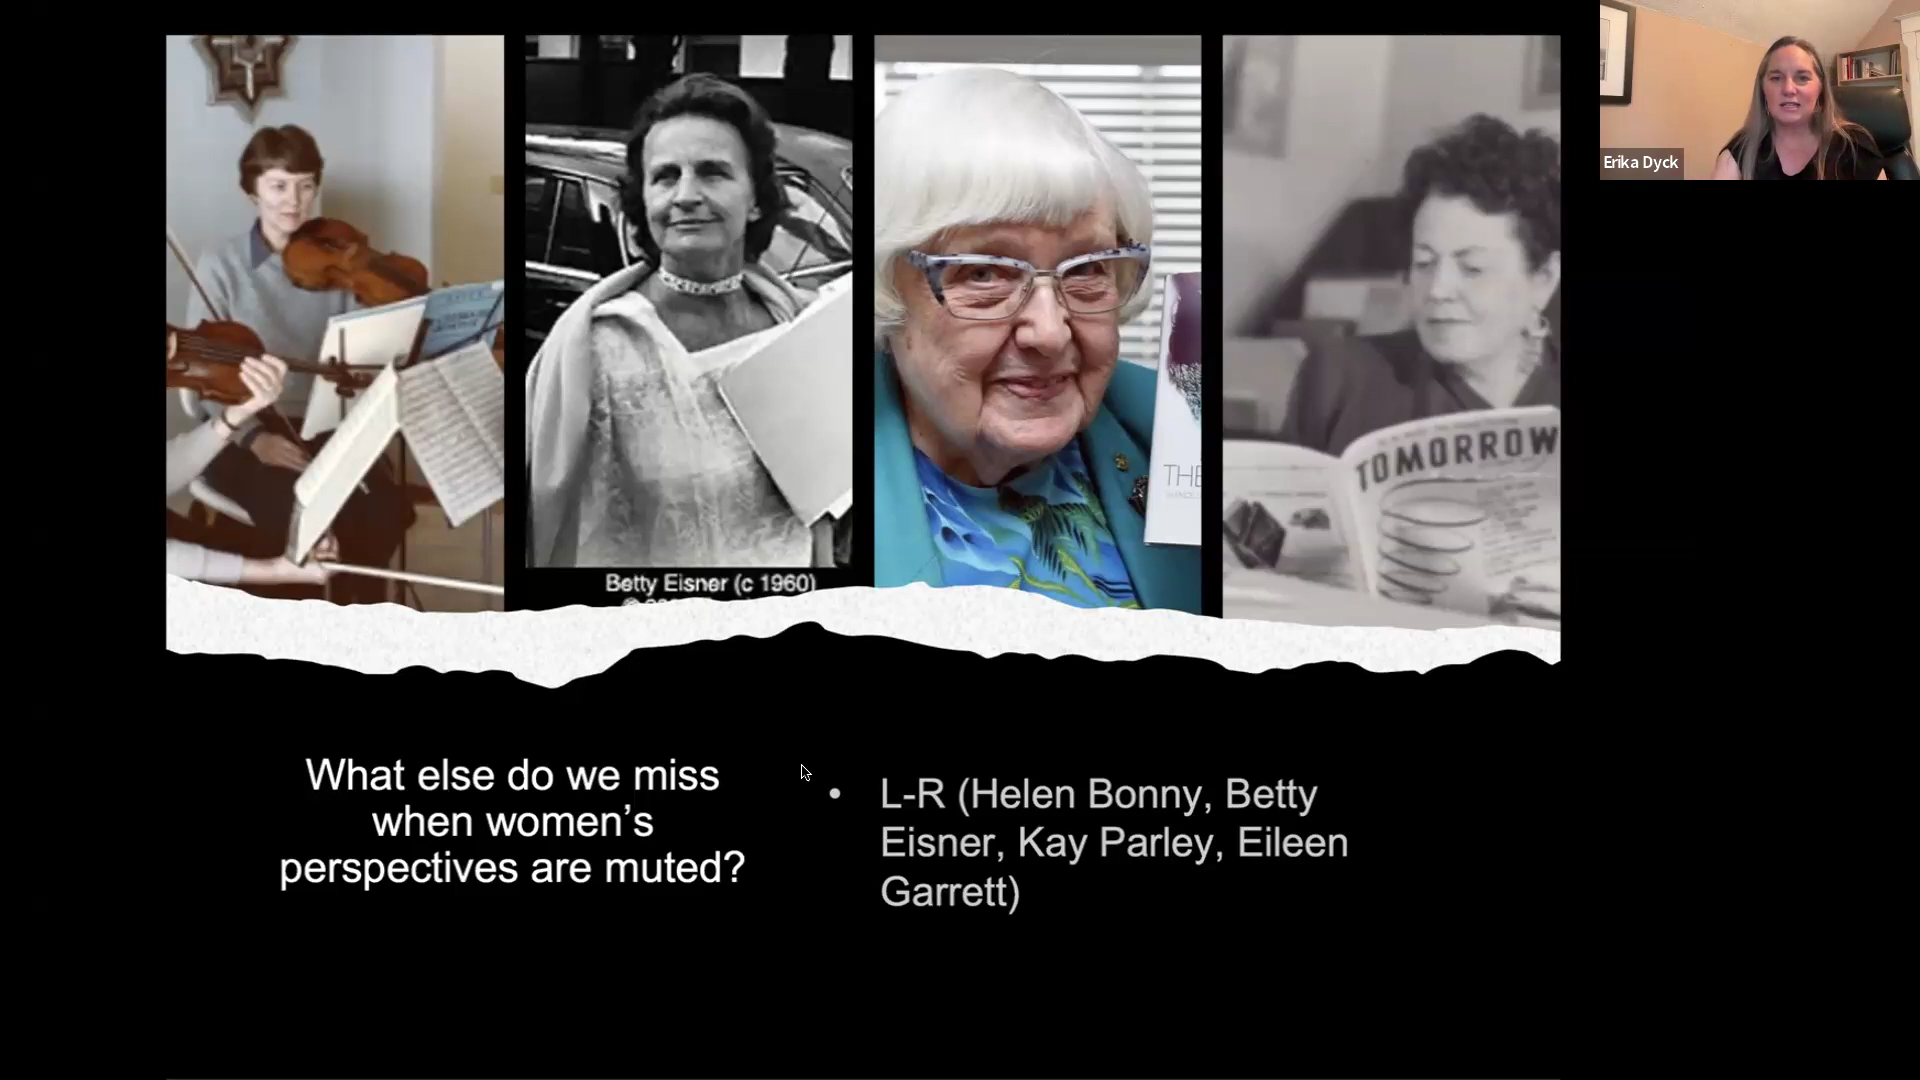 Erika Dyck
TOMORROW
THE
Betty Eisner (c 1960)
What else do we miss
when women's
perspectives are muted?
• L-R (Helen Bonny, Betty
Eisner, Kay Parley, Eileen
Garrett)